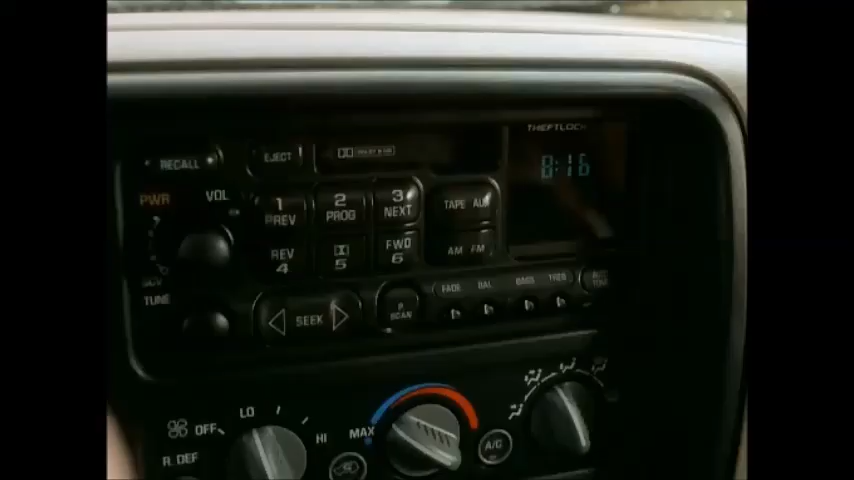 THEFTLOCK
RECALL
EJECT
8:16
PWR
VOL
1 PREV
2 PROG
3 NEXT
TAPE AUX
REV 4
5
FWD 6
AM FM
TUNE
SEEK
P SCAN
FADE BAL BASS TREB
LO
OFF
HI
MAX
A/C
R. DEF